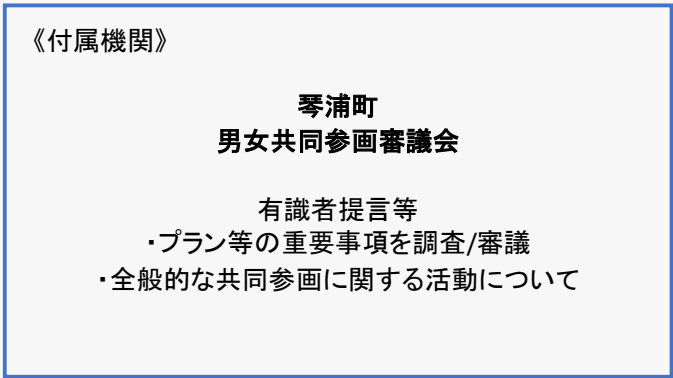 《付属機関》
琴浦町
男女共同参画審議会
有識者提言等
・プラン等の重要事項を調査/審議
・全般的な共同参画に関する活動について